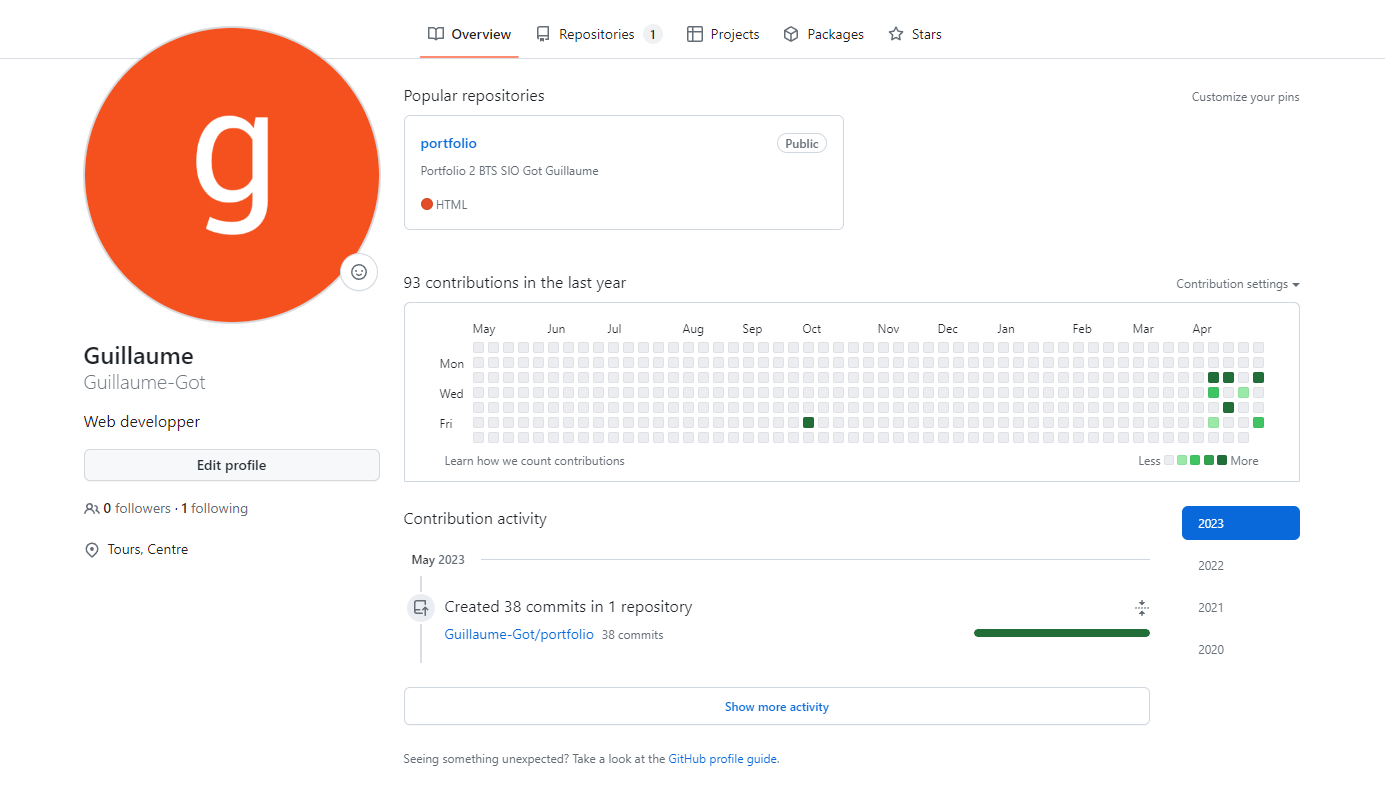 Overview Repositories 1 Projects Packages Stars
g
Guillaume
Guillaume-Got
Web developper
Edit profile
0 followers · 1 following
Tours, Centre
Popular repositories Customize your pins
portfolio Public
Portfolio 2 BTS SIO Got Guillaume
HTML
93 contributions in the last year Contribution settings
May Jun Jul Aug Sep Oct Nov Dec Jan Feb Mar Apr
Mon
Wed
Fri
Learn how we count contributions Less More
Contribution activity
May 2023
Created 38 commits in 1 repository
Guillaume-Got/portfolio 38 commits
Show more activity
Seeing something unexpected? Take a look at the GitHub profile guide.
2023
2022
2021
2020